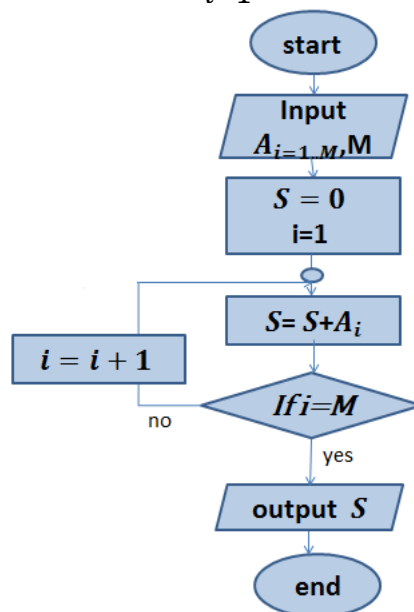 start
Input
A_{i=1..M},M
S = 0
i=1
S= S+A_i
i = i + 1
If i=M
no
yes
output S
end